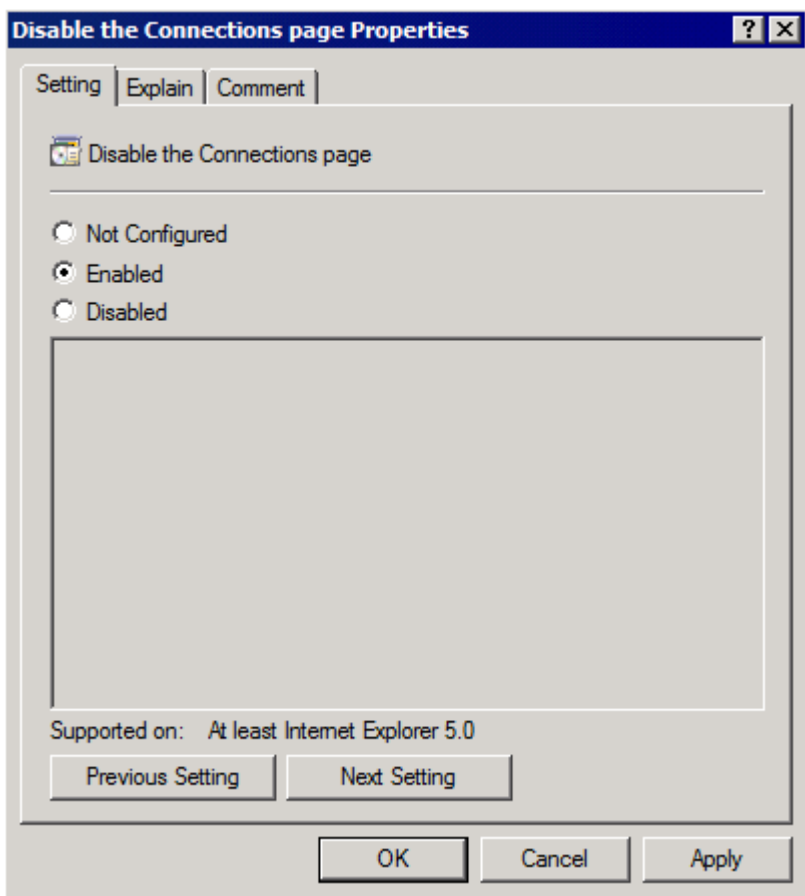 Disable the Connections page Properties
Setting Explain Comment
Disable the Connections page
Not Configured
Enabled
Disabled
Supported on: At least Internet Explorer 5.0
Previous Setting Next Setting
OK Cancel Apply